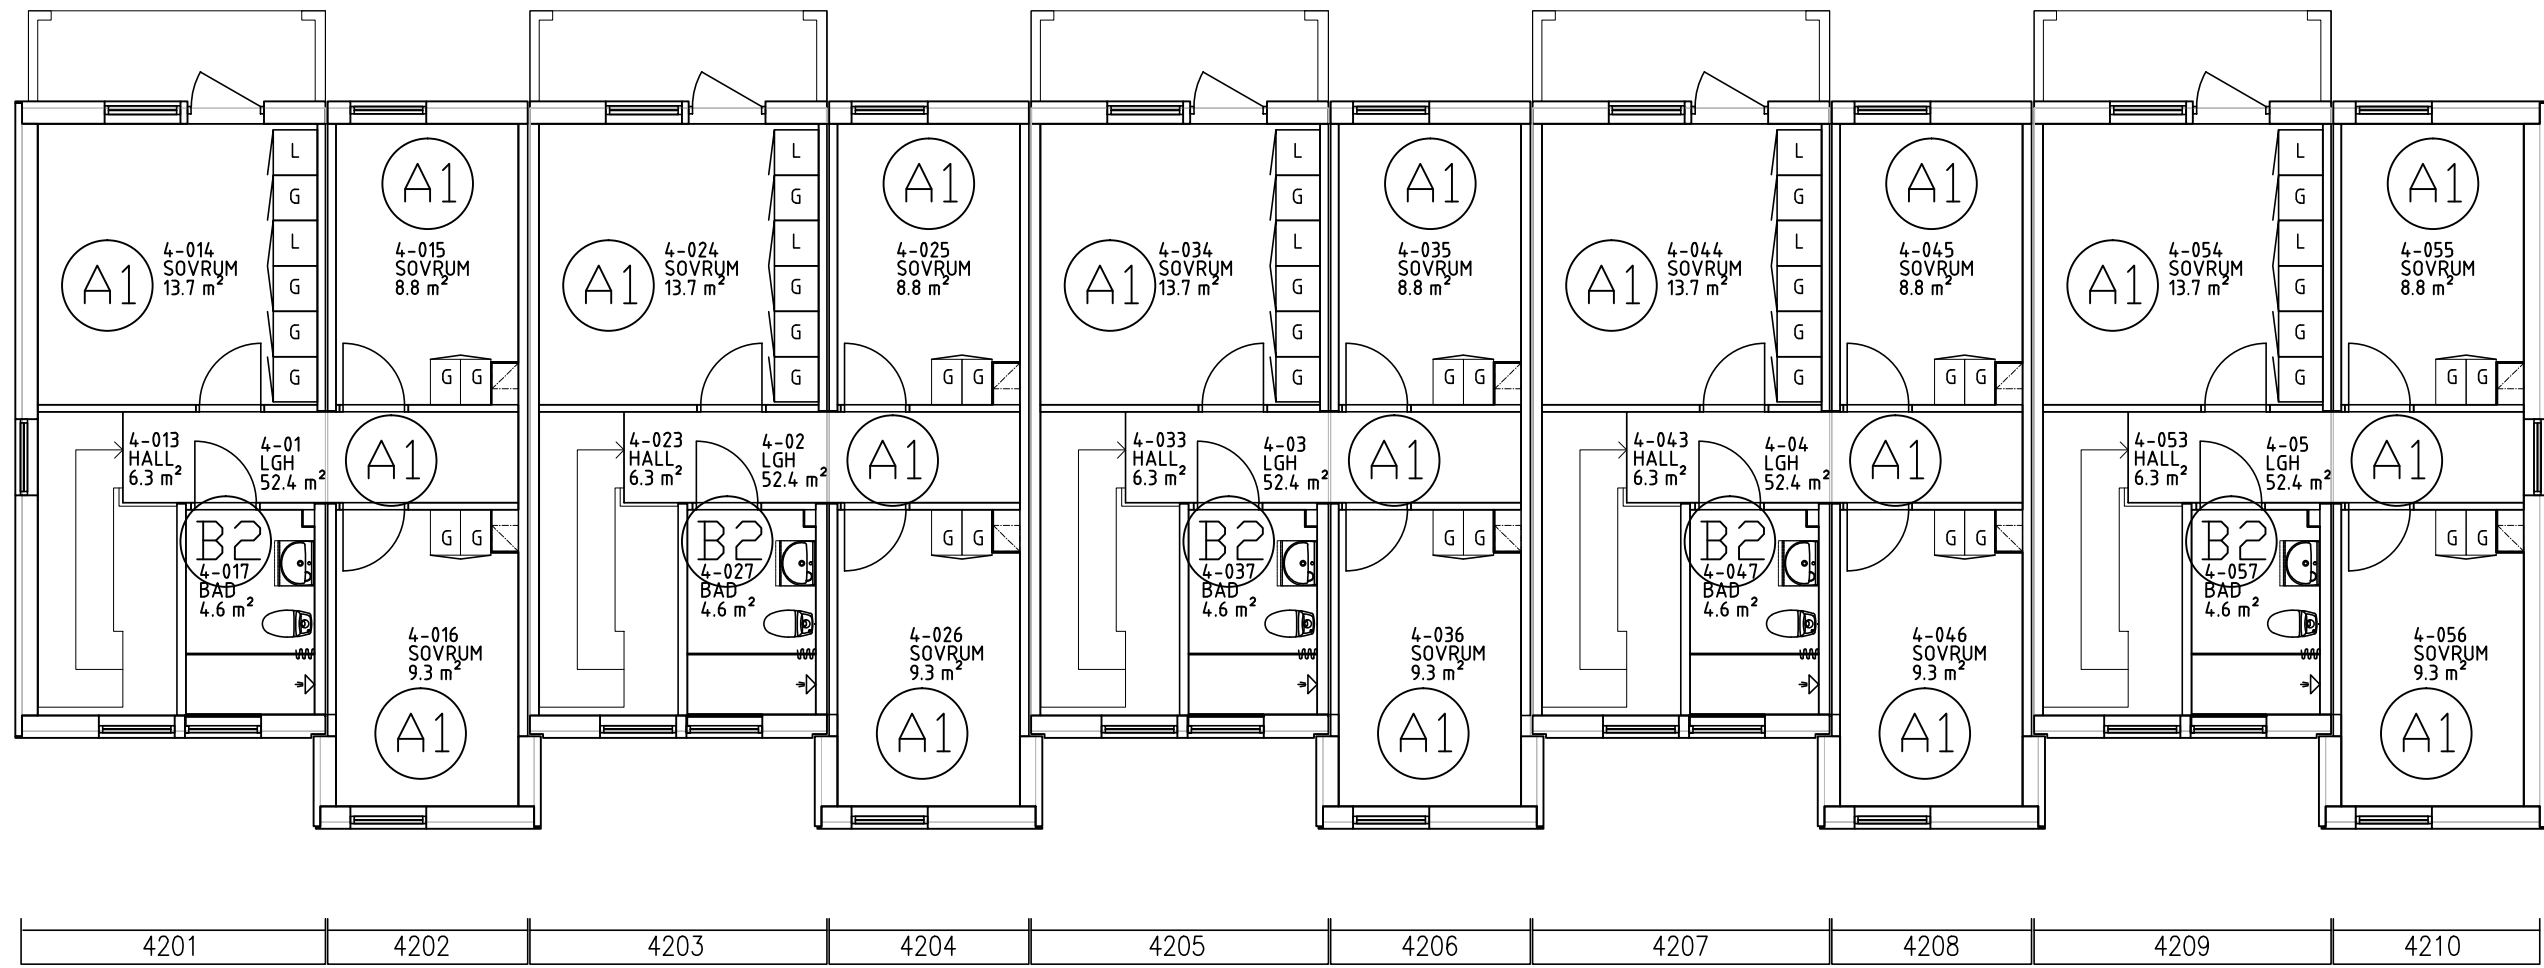 L
G
L
G
G
G
A1
4-014
SOVRUM
13.7 m²
A1
4-015
SOVRUM
8.8 m²
G G
L
G
L
G
G
G
A1
4-024
SOVRUM
13.7 m²
A1
4-025
SOVRUM
8.8 m²
G G
L
G
L
G
G
G
A1
4-034
SOVRUM
13.7 m²
A1
4-035
SOVRUM
8.8 m²
G G
L
G
L
G
G
G
A1
4-044
SOVRUM
13.7 m²
A1
4-045
SOVRUM
8.8 m²
G G
L
G
L
G
G
G
A1
4-054
SOVRUM
13.7 m²
A1
4-055
SOVRUM
8.8 m²
G G
4-013
HALL
6.3 m²
4-01
LGH
52.4 m²
A1
4-023
HALL
6.3 m²
4-02
LGH
52.4 m²
A1
4-033
HALL
6.3 m²
4-03
LGH
52.4 m²
A1
4-043
HALL
6.3 m²
4-04
LGH
52.4 m²
A1
4-053
HALL
6.3 m²
4-05
LGH
52.4 m²
A1
B2
4-017
BAD
4.6 m²
G G
4-016
SOVRUM
9.3 m²
A1
B2
4-027
BAD
4.6 m²
G G
4-026
SOVRUM
9.3 m²
A1
B2
4-037
BAD
4.6 m²
G G
4-036
SOVRUM
9.3 m²
A1
B2
4-047
BAD
4.6 m²
G G
4-046
SOVRUM
9.3 m²
A1
B2
4-057
BAD
4.6 m²
G G
4-056
SOVRUM
9.3 m²
A1
4201 4202 4203 4204 4205 4206 4207 4208 4209 4210